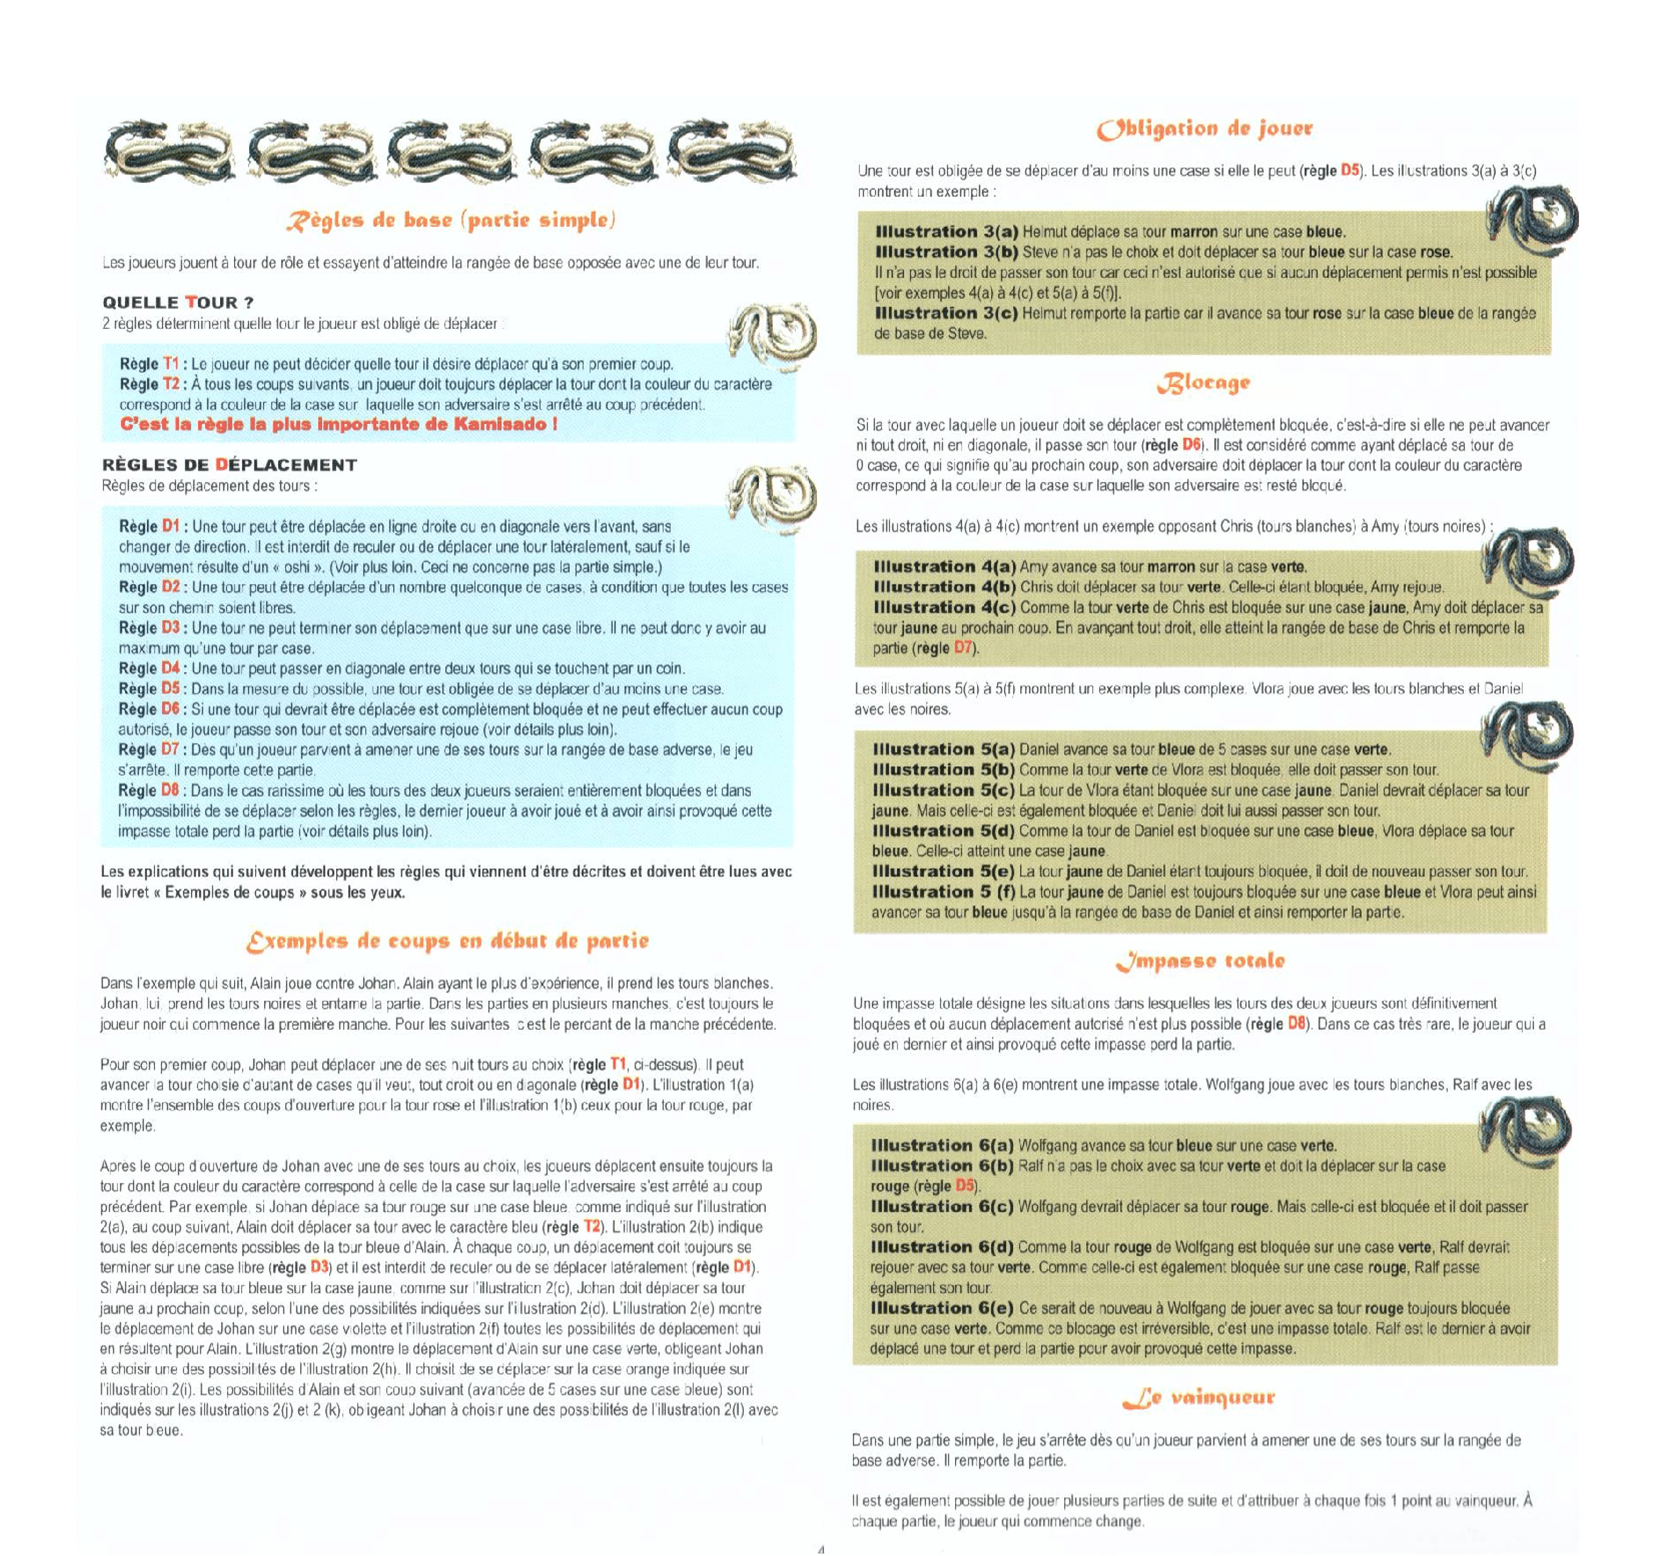 Règles de base (partie simple)
Les joueurs jouent à tour de rôle et essayent d'atteindre la rangée de base opposée avec une de leur tour.
QUELLE TOUR ?
2 règles déterminent quelle tour le joueur est obligé de déplacer :
Règle T1 : Le joueur ne peut décider quelle tour il désire déplacer qu'à son premier coup.
Règle T2 : À tous les coups suivants, un joueur doit toujours déplacer la tour dont la couleur du caractère
correspond à la couleur de la case sur laquelle son adversaire s'est arrêté au coup précédent.
C'est la règle la plus importante de Kamisado !
RÈGLES DE DÉPLACEMENT
Règles de déplacement des tours :
Règle D1 : Une tour peut être déplacée en ligne droite ou en diagonale vers l'avant, sans
changer de direction. Il est interdit de reculer ou de déplacer une tour latéralement, sauf si le
mouvement résulte d'un « oshi ». (Voir plus loin. Ceci ne concerne pas la partie simple.)
Règle D2 : Une tour peut être déplacée d'un nombre quelconque de cases, à condition que toutes les cases
sur son chemin soient libres.
Règle D3 : Une tour ne peut terminer son déplacement que sur une case libre. Il ne peut donc y avoir au
maximum qu'une tour par case.
Règle D4 : Une tour peut passer en diagonale entre deux tours qui se touchent par un coin.
Règle D5 : Dans la mesure du possible, une tour est obligée de se déplacer d'au moins une case.
Règle D6 : Si une tour qui devrait être déplacée est complètement bloquée et ne peut effectuer aucun coup
autorisé, le joueur passe son tour et son adversaire rejoue (voir détails plus loin).
Règle D7 : Dès qu'un joueur parvient à amener une de ses tours sur la rangée de base adverse, le jeu
s'arrête. Il remporte cette partie.
Règle D8 : Dans le cas rarissime où les tours des deux joueurs seraient entièrement bloquées et dans
l'impossibilité de se déplacer selon les règles, le dernier joueur à avoir joué et à avoir ainsi provoqué cette
impasse totale perd la partie (voir détails plus loin).
Les explications qui suivent développent les règles qui viennent d'être décrites et doivent être lues avec
le livret « Exemples de coups » sous les yeux.
Exemples de coups en début de partie
Dans l'exemple qui suit, Alain joue contre Johan. Alain ayant le plus d'expérience, il prend les tours blanches.
Johan, lui, prend les tours noires et entame la partie. Dans les parties en plusieurs manches, c'est toujours le
joueur noir qui commence la première manche. Pour les suivantes c'est le perdant de la manche précédente.
Pour son premier coup, Johan peut déplacer une de ses huit tours au choix (règle T1, ci-dessus). Il peut
avancer la tour choisie d'autant de cases qu'il veut, tout droit ou en diagonale (règle D1). L'illustration 1(a)
montre l'ensemble des coups d'ouverture pour la tour rose et l'illustration 1(b) ceux pour la tour rouge, par
exemple.
Après le coup d'ouverture de Johan avec une de ses tours au choix, les joueurs déplacent ensuite toujours la
tour dont la couleur du caractère correspond à celle de la case sur laquelle l'adversaire s'est arrêté au coup
précédent. Par exemple, si Johan déplace sa tour rouge sur une case bleue, comme indiqué sur l'illustration
2(a), au coup suivant, Alain doit déplacer sa tour avec le caractère bleu (règle T2). L'illustration 2(b) indique
tous les déplacements possibles de la tour bleue d'Alain. À chaque coup, un déplacement doit toujours se
terminer sur une case libre (règle D3) et il est interdit de reculer ou de se déplacer latéralement (règle D1).
Si Alain déplace sa tour bleue sur la case jaune, comme sur l'illustration 2(c), Johan doit déplacer sa tour
jaune au prochain coup, selon l'une des possibilités indiquées sur l'illustration 2(d). L'illustration 2(e) montre
le déplacement de Johan sur une case violette et l'illustration 2(f) toutes les possibilités de déplacement qui
en résultent pour Alain. L'illustration 2(g) montre le déplacement d'Alain sur une case verte, obligeant Johan
à choisir une des possibilités de l'illustration 2(h). Il choisit de se déplacer sur la case orange indiquée sur
l'illustration 2(i). Les possibilités d'Alain et son coup suivant (avancée de 5 cases sur une case bleue) sont
indiqués sur les illustrations 2(j) et 2 (k), obligeant Johan à choisir une des possibilités de l'illustration 2(l) avec
sa tour bleue.
Obligation de jouer
Une tour est obligée de se déplacer d'au moins une case si elle le peut (règle D5). Les illustrations 3(a) à 3(c)
montrent un exemple :
Illustration 3(a) Helmut déplace sa tour marron sur une case bleue.
Illustration 3(b) Steve n'a pas le choix et doit déplacer sa tour bleue sur la case rose.
Il n'a pas le droit de passer son tour car ceci n'est autorisé que si aucun déplacement permis n'est possible
[voir exemples 4(a) à 4(c) et 5(a) à 5(f)].
Illustration 3(c) Helmut remporte la partie car il avance sa tour rose sur la case bleue de la rangée
de base de Steve.
Blocage
Si la tour avec laquelle un joueur doit se déplacer est complètement bloquée, c'est-à-dire si elle ne peut avancer
ni tout droit, ni en diagonale, il passe son tour (règle D6). Il est considéré comme ayant déplacé sa tour de
0 case, ce qui signifie qu'au prochain coup, son adversaire doit déplacer la tour dont la couleur du caractère
correspond à la couleur de la case sur laquelle son adversaire est resté bloqué.
Les illustrations 4(a) à 4(c) montrent un exemple opposant Chris (tours blanches) à Amy (tours noires) :
Illustration 4(a) Amy avance sa tour marron sur la case verte.
Illustration 4(b) Chris doit déplacer sa tour verte. Celle-ci étant bloquée, Amy rejoue.
Illustration 4(c) Comme la tour verte de Chris est bloquée sur une case jaune, Amy doit déplacer sa
tour jaune au prochain coup. En avançant tout droit, elle atteint la rangée de base de Chris et remporte la
partie (règle D7).
Les illustrations 5(a) à 5(f) montrent un exemple plus complexe. Vlora joue avec les tours blanches et Daniel
avec les noires.
Illustration 5(a) Daniel avance sa tour bleue de 5 cases sur une case verte.
Illustration 5(b) Comme la tour verte de Vlora est bloquée, elle doit passer son tour.
Illustration 5(c) La tour de Vlora étant bloquée sur une case jaune, Daniel devrait déplacer sa tour
jaune. Mais celle-ci est également bloquée et Daniel doit lui aussi passer son tour.
Illustration 5(d) Comme la tour de Daniel est bloquée sur une case bleue, Vlora déplace sa tour
bleue. Celle-ci atteint une case jaune.
Illustration 5(e) La tour jaune de Daniel étant toujours bloquée, il doit de nouveau passer son tour.
Illustration 5 (f) La tour jaune de Daniel est toujours bloquée sur une case bleue et Vlora peut ainsi
avancer sa tour bleue jusqu'à la rangée de base de Daniel et ainsi remporter la partie.
Impasse totale
Une impasse totale désigne les situations dans lesquelles les tours des deux joueurs sont définitivement
bloquées et où aucun déplacement autorisé n'est plus possible (règle D8). Dans ce cas très rare, le joueur qui a
joué en dernier et ainsi provoqué cette impasse perd la partie.
Les illustrations 6(a) à 6(e) montrent une impasse totale. Wolfgang joue avec les tours blanches, Ralf avec les
noires.
Illustration 6(a) Wolfgang avance sa tour bleue sur une case verte.
Illustration 6(b) Ralf n'a pas le choix avec sa tour verte et doit la déplacer sur la case
rouge (règle D5).
Illustration 6(c) Wolfgang devrait déplacer sa tour rouge. Mais celle-ci est bloquée et il doit passer
son tour.
Illustration 6(d) Comme la tour rouge de Wolfgang est bloquée sur une case verte, Ralf devrait
rejouer avec sa tour verte. Comme celle-ci est également bloquée sur une case rouge, Ralf passe
également son tour.
Illustration 6(e) Ce serait de nouveau à Wolfgang de jouer avec sa tour rouge toujours bloquée
sur une case verte. Comme ce blocage est irréversible, c'est une impasse totale. Ralf est le dernier à avoir
déplacé une tour et perd la partie pour avoir provoqué cette impasse.
Le vainqueur
Dans une partie simple, le jeu s'arrête dès qu'un joueur parvient à amener une de ses tours sur la rangée de
base adverse. Il remporte la partie.
Il est également possible de jouer plusieurs parties de suite et d'attribuer à chaque fois 1 point au vainqueur. À
chaque partie, le joueur qui commence change.
4